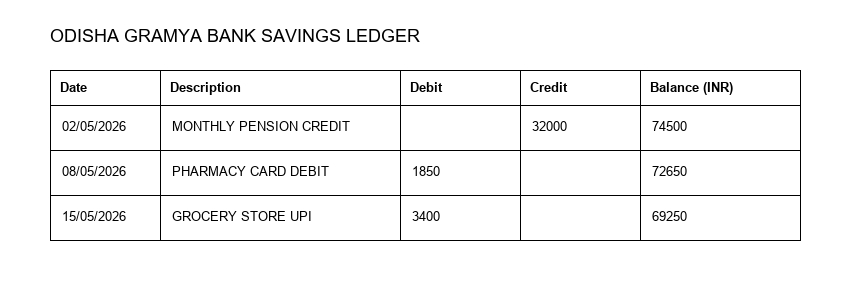 ODISHA GRAMYA BANK SAVINGS LEDGER
Date Description Debit Credit Balance (INR)
02/05/2026 MONTHLY PENSION CREDIT 32000 74500
08/05/2026 PHARMACY CARD DEBIT 1850 72650
15/05/2026 GROCERY STORE UPI 3400 69250